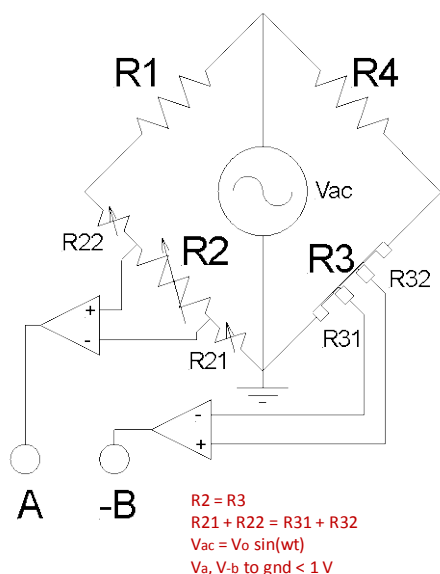 R1
R4
Vac
R22
R2
R3
R32
R21
R31
+
-
-
+
A
-B
R2 = R3
R21 + R22 = R31 + R32
Vac = Vo sin(wt)
Va, V-b to gnd < 1 V